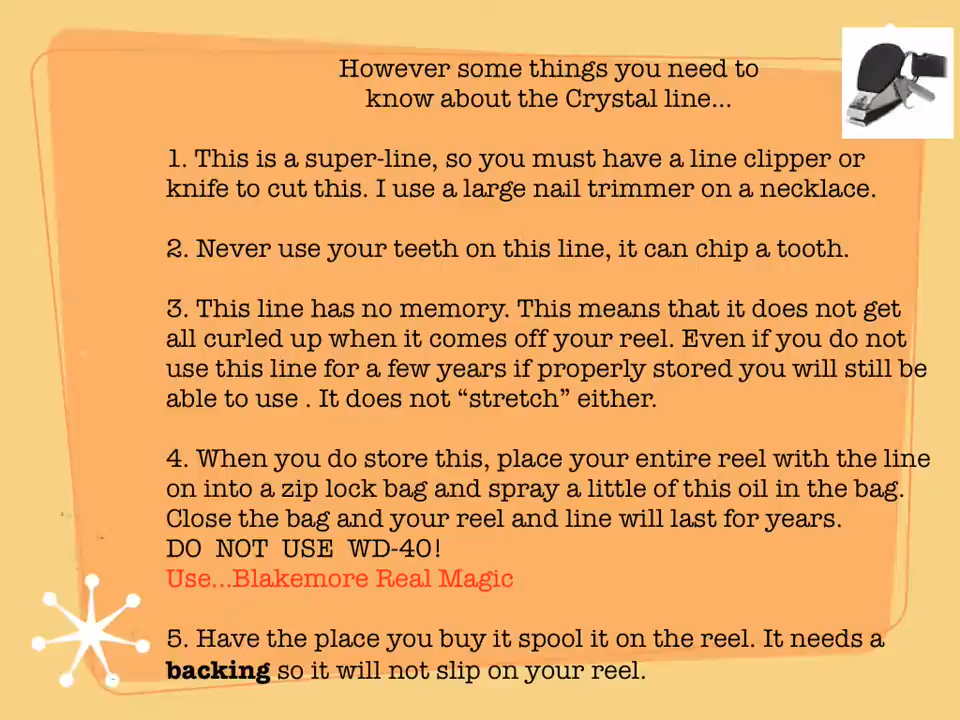 However some things you need to
know about the Crystal line...
1. This is a super-line, so you must have a line clipper or
knife to cut this. I use a large nail trimmer on a necklace.
2. Never use your teeth on this line, it can chip a tooth.
3. This line has no memory. This means that it does not get
all curled up when it comes off your reel. Even if you do not
use this line for a few years if properly stored you will still be
able to use . It does not “stretch” either.
4. When you do store this, place your entire reel with the line
on into a zip lock bag and spray a little of this oil in the bag.
Close the bag and your reel and line will last for years.
DO NOT USE WD-40!
Use...Blakemore Real Magic
5. Have the place you buy it spool it on the reel. It needs a
backing so it will not slip on your reel.